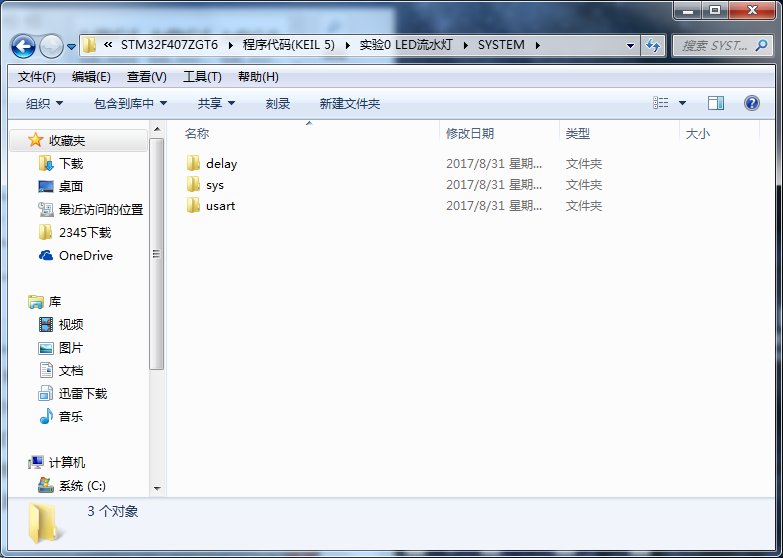 « STM32F407ZGT6 ▸ 程序代码(KEIL 5) ▸ 实验0 LED流水灯 ▸ SYSTEM ▸
搜索 SYST...
文件(F) 编辑(E) 查看(V) 工具(T) 帮助(H)
组织 包含到库中 共享 刻录 新建文件夹
名称 修改日期 类型 大小
收藏夹
下载
桌面
最近访问的位置
2345下载
OneDrive
库
视频
图片
文档
迅雷下载
音乐
计算机
系统 (C:)
delay 2017/8/31 星期... 文件夹
sys 2017/8/31 星期... 文件夹
usart 2017/8/31 星期... 文件夹
3 个对象